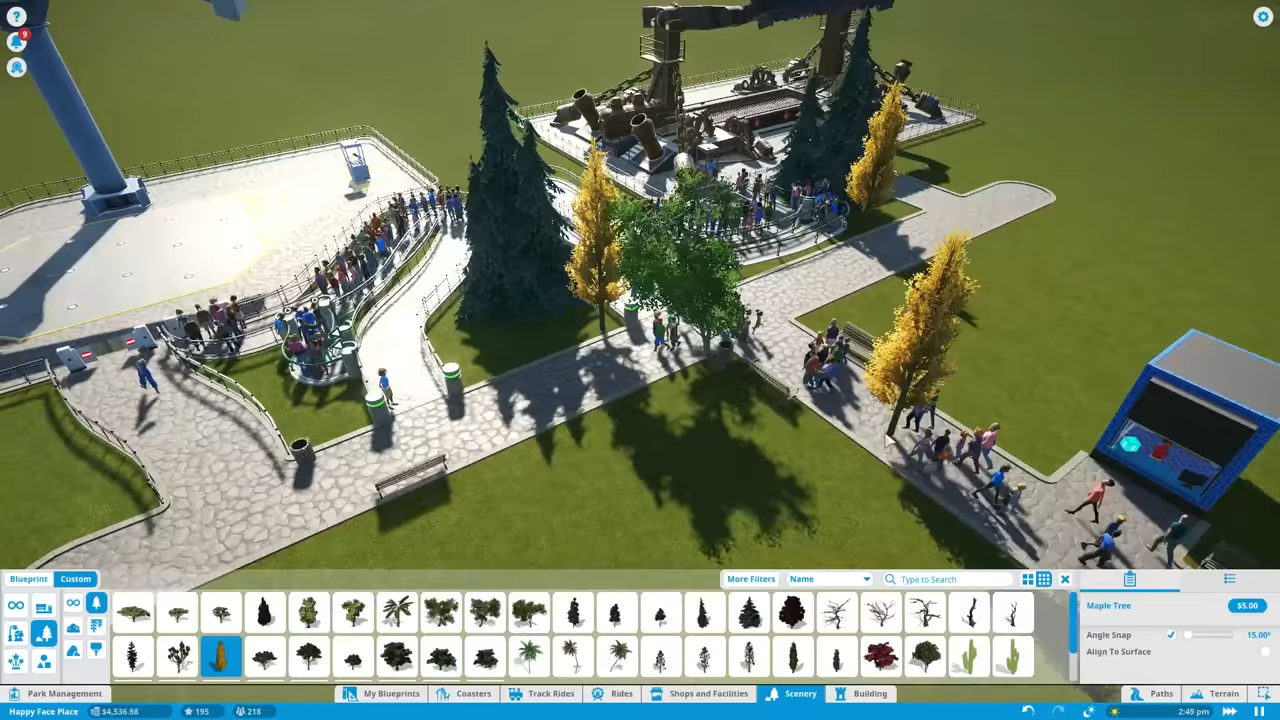 ?
9
Blueprint
Custom
More Filters
Name
Type to Search
Maple Tree
$5.00
Angle Snap
15.00°
Align To Surface
Park Management
My Blueprints
Coasters
Track Rides
Rides
Shops and Facilities
Scenery
Building
Paths
Terrain
Happy Face Place
$4,536.88
195
218
2:49 pm